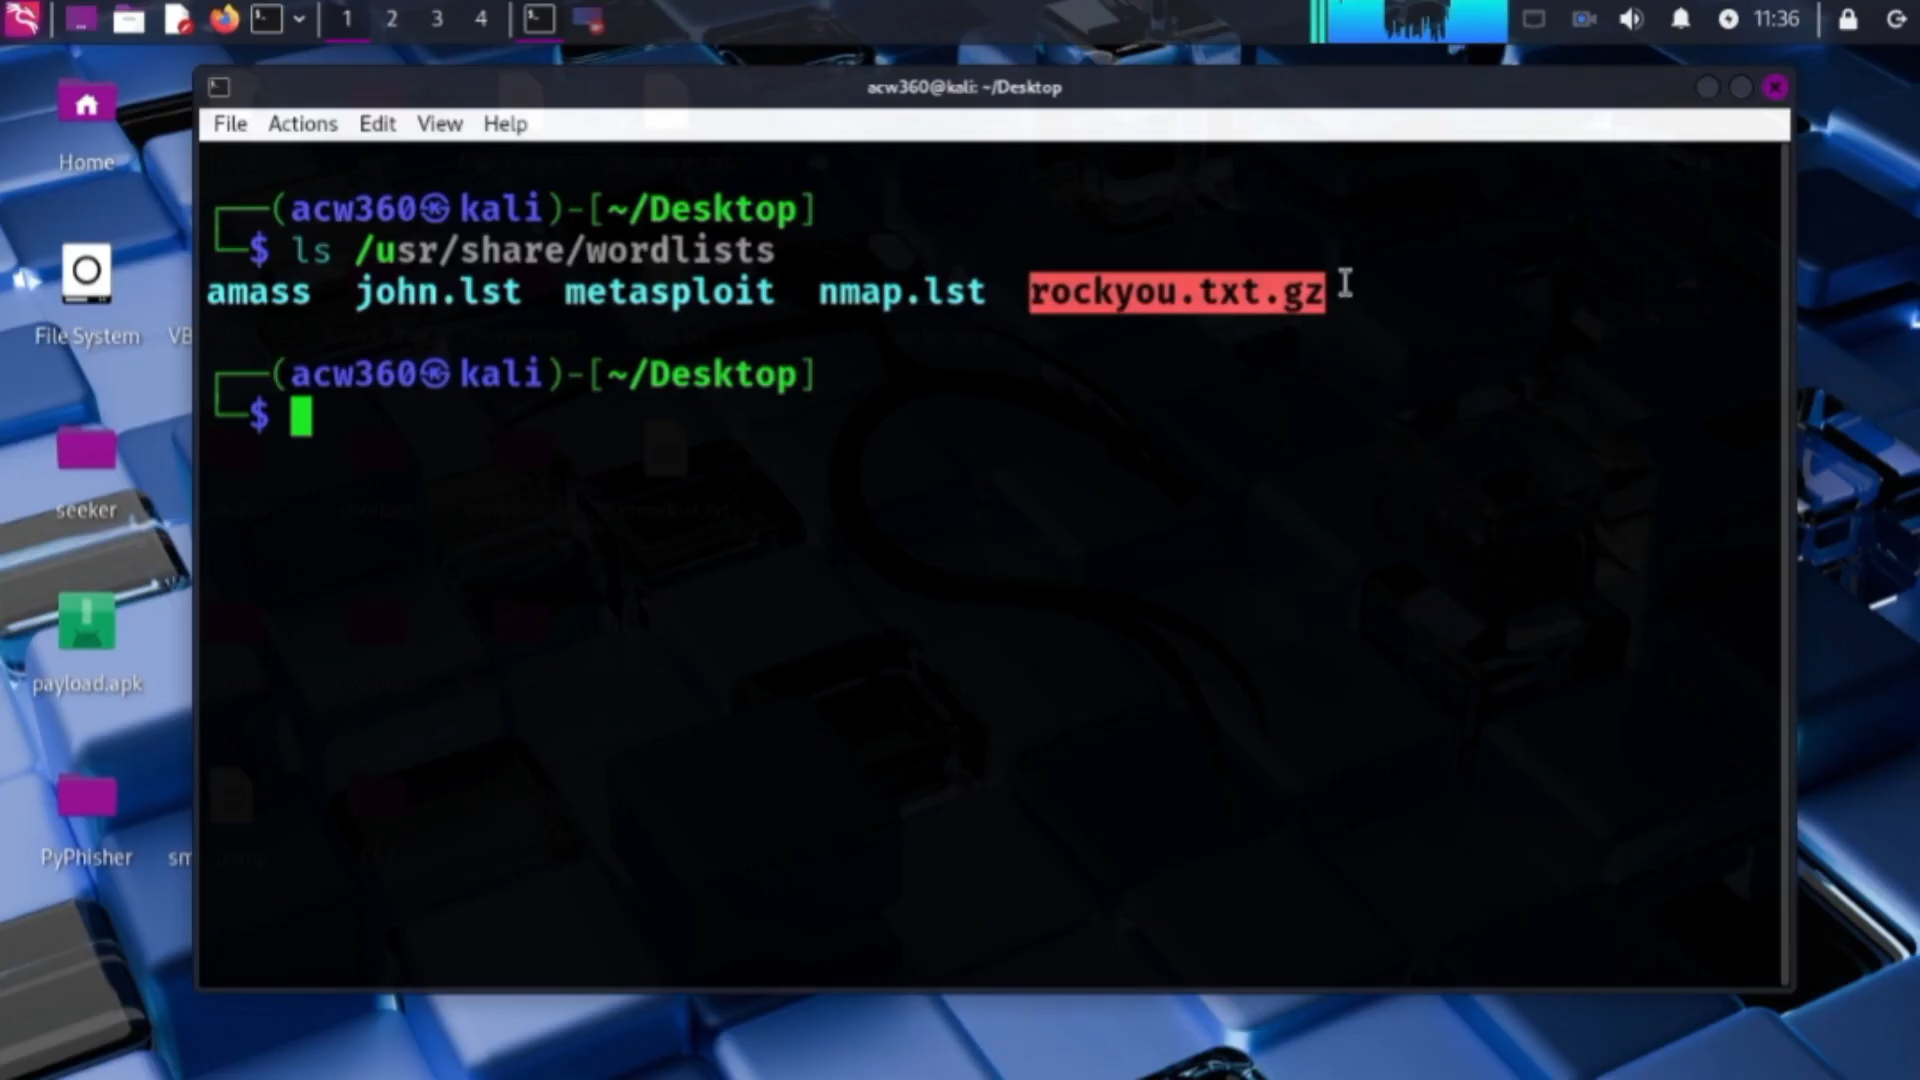 1 2 3 4 11:36
acw360@kali: ~/Desktop
File Actions Edit View Help
┌──(acw360㉿kali)-[~/Desktop]
└─$ ls /usr/share/wordlists
amass john.lst metasploit nmap.lst rockyou.txt.gz
┌──(acw360㉿kali)-[~/Desktop]
└─$
Home
File System VB
seeker
payload.apk
PyPhisher sm